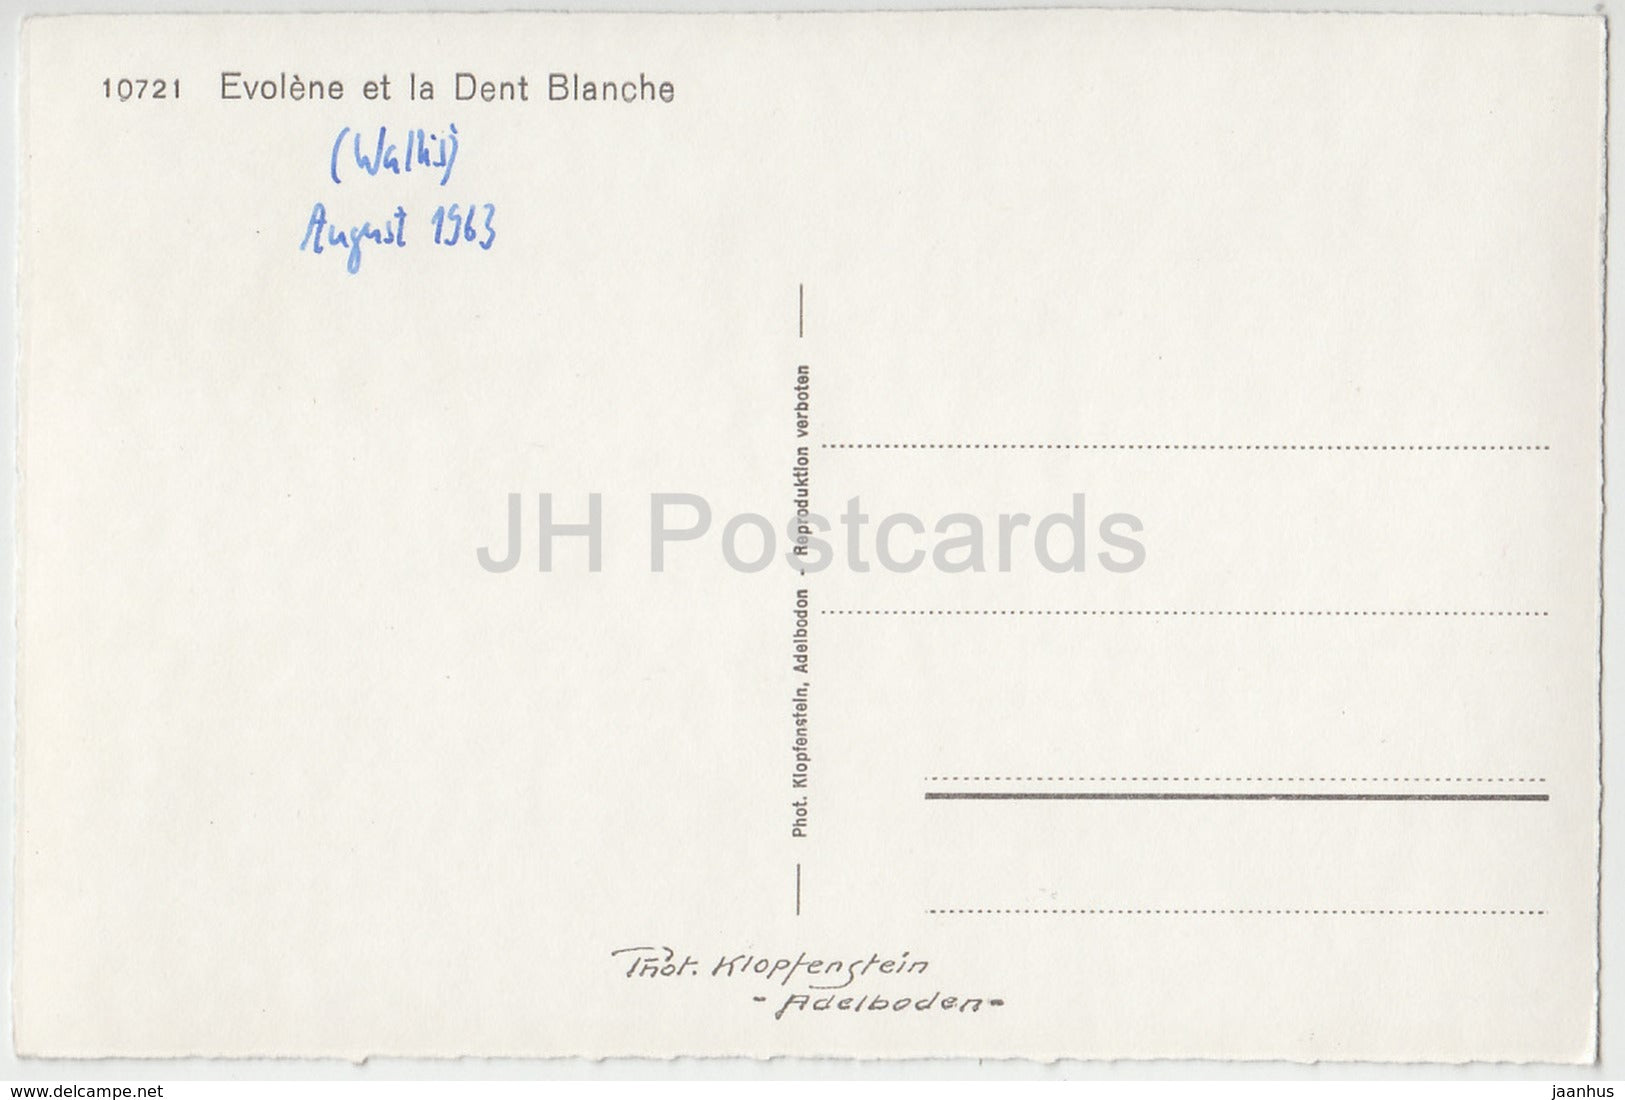 10721 Evolène et la Dent Blanche
(Wallis)
August 1963
Phot. Klopfenstein, Adelboden - Reproduktion verboten
JH Postcards
Phot. Klopfenstein
- Adelboden -
delcampe.net
jaanhus